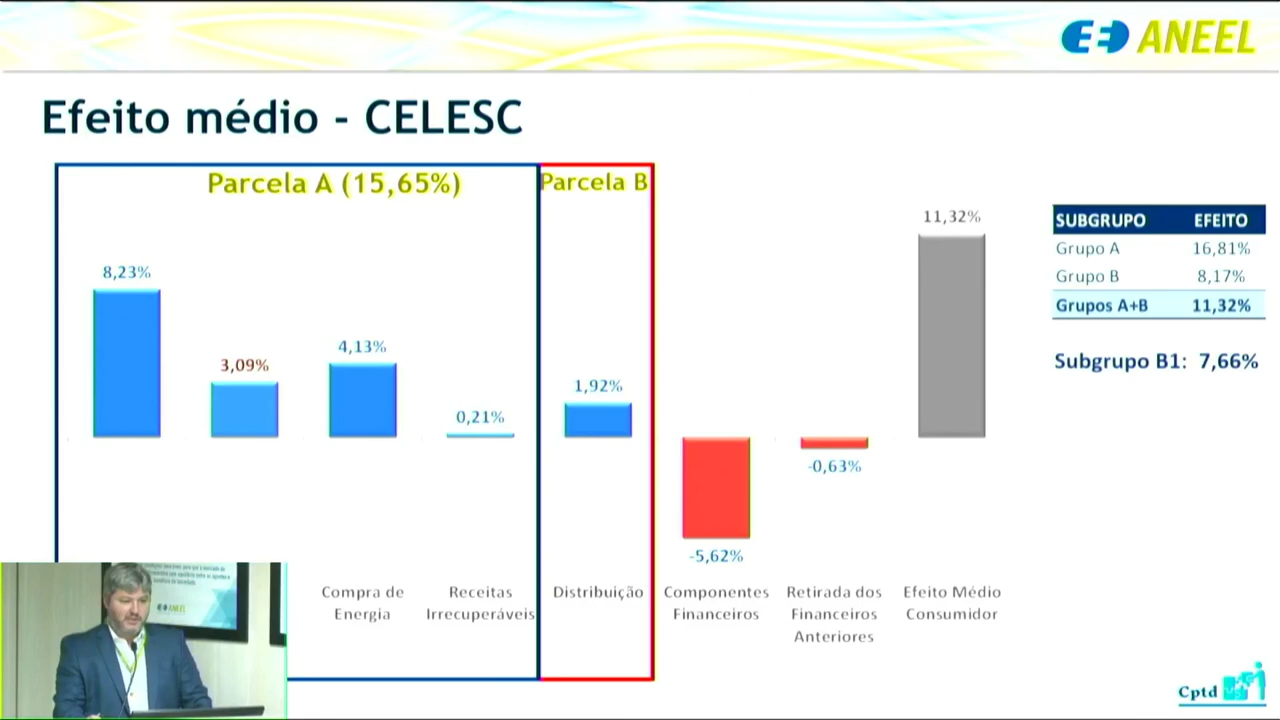 ANEEL
Efeito médio - CELESC
Parcela A (15,65%)
Parcela B
8,23%
3,09%
4,13%
0,21%
1,92%
-5,62%
-0,63%
11,32%
Compra de
Energia
Receitas
Irrecuperáveis
Distribuição
Componentes
Financeiros
Retirada dos
Financeiros
Anteriores
Efeito Médio
Consumidor
SUBGRUPO EFEITO
Grupo A 16,81%
Grupo B 8,17%
Grupos A+B 11,32%
Subgrupo B1: 7,66%
ANEEL
Cptd